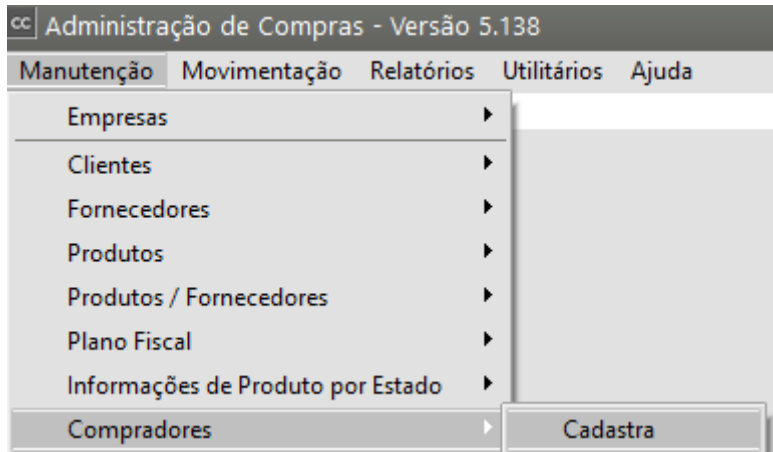 cc Administração de Compras - Versão 5.138
Manutenção Movimentação Relatórios Utilitários Ajuda
Empresas
Clientes
Fornecedores
Produtos
Produtos / Fornecedores
Plano Fiscal
Informações de Produto por Estado
Compradores Cadastra